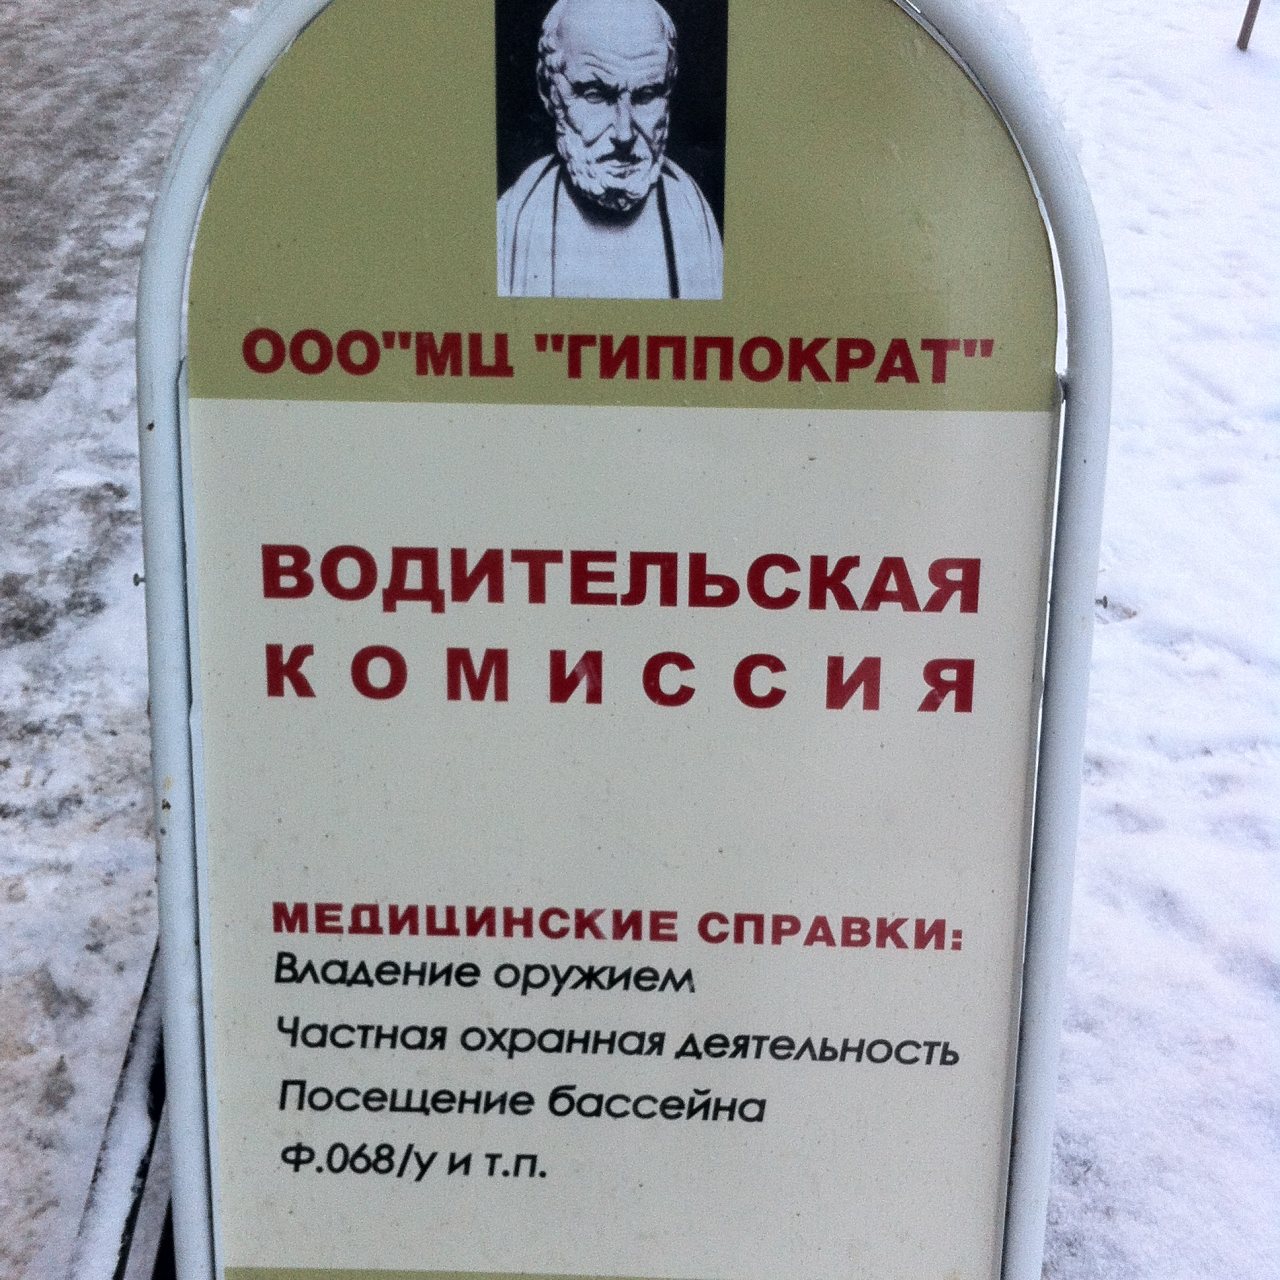 ООО"МЦ "ГИППОКРАТ"
ВОДИТЕЛЬСКАЯ
КОМИССИЯ
МЕДИЦИНСКИЕ СПРАВКИ:
Владение оружием
Частная охранная деятельность
Посещение бассейна
Ф.068/у и т.п.